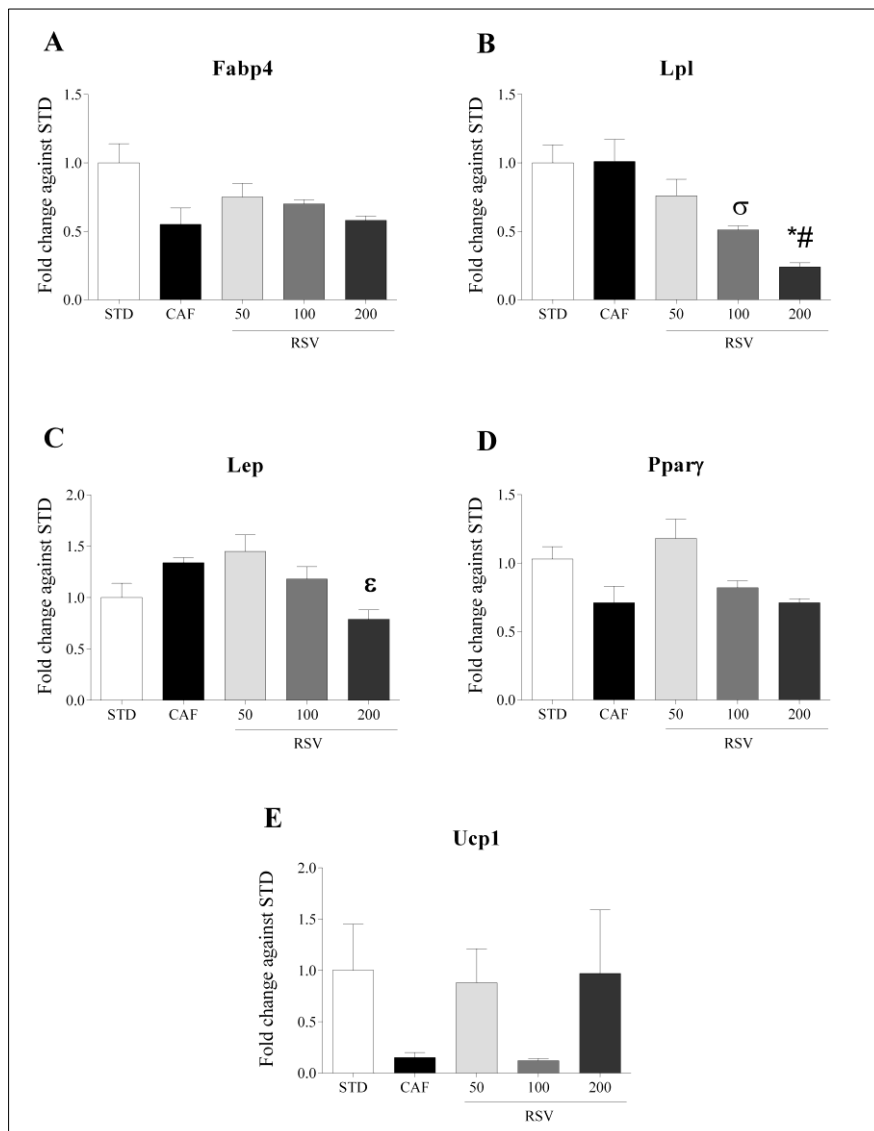 A
Fabp4
Fold change against STD
1.5
1.0
0.5
0.0
STD CAF 50 100 200
RSV
B
Lpl
Fold change against STD
1.5
1.0
0.5
0.0
σ
*#
STD CAF 50 100 200
RSV
C
Lep
Fold change against STD
2.0
1.5
1.0
0.5
0.0
ε
STD CAF 50 100 200
RSV
D
Pparγ
Fold change against STD
1.5
1.0
0.5
0.0
STD CAF 50 100 200
RSV
E
Ucp1
Fold change against STD
2.0
1.5
1.0
0.5
0.0
STD CAF 50 100 200
RSV